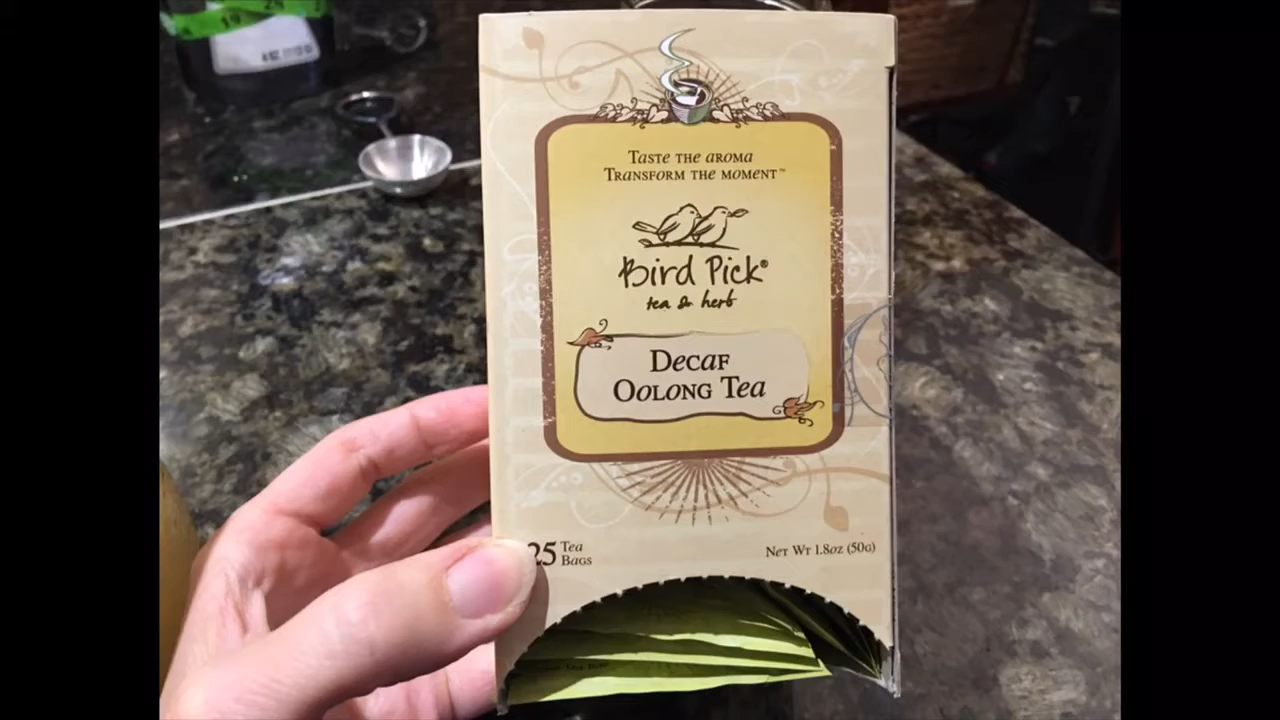 Taste the aroma
Transform the moment™
Bird Pick®
tea & herb
Decaf
Oolong Tea
25 Tea
Bags
Net Wt 1.8oz (50g)